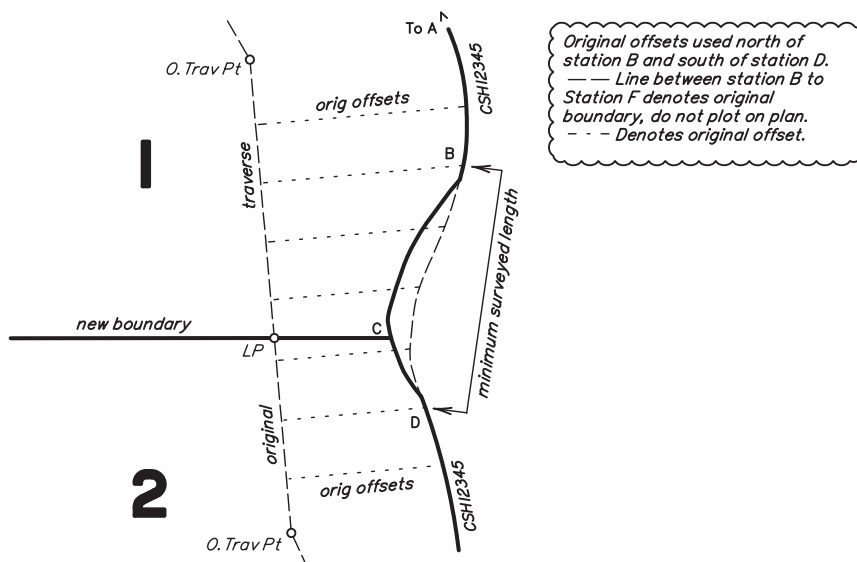 To A
O. Trav Pt
CSH12345
orig offsets
1
B
traverse
minimum surveyed length
new boundary
C
LP
original
D
2
orig offsets
CSH12345
O. Trav Pt
Original offsets used north of
station B and south of station D.
— — Line between station B to
Station F denotes original
boundary, do not plot on plan.
- - - Denotes original offset.